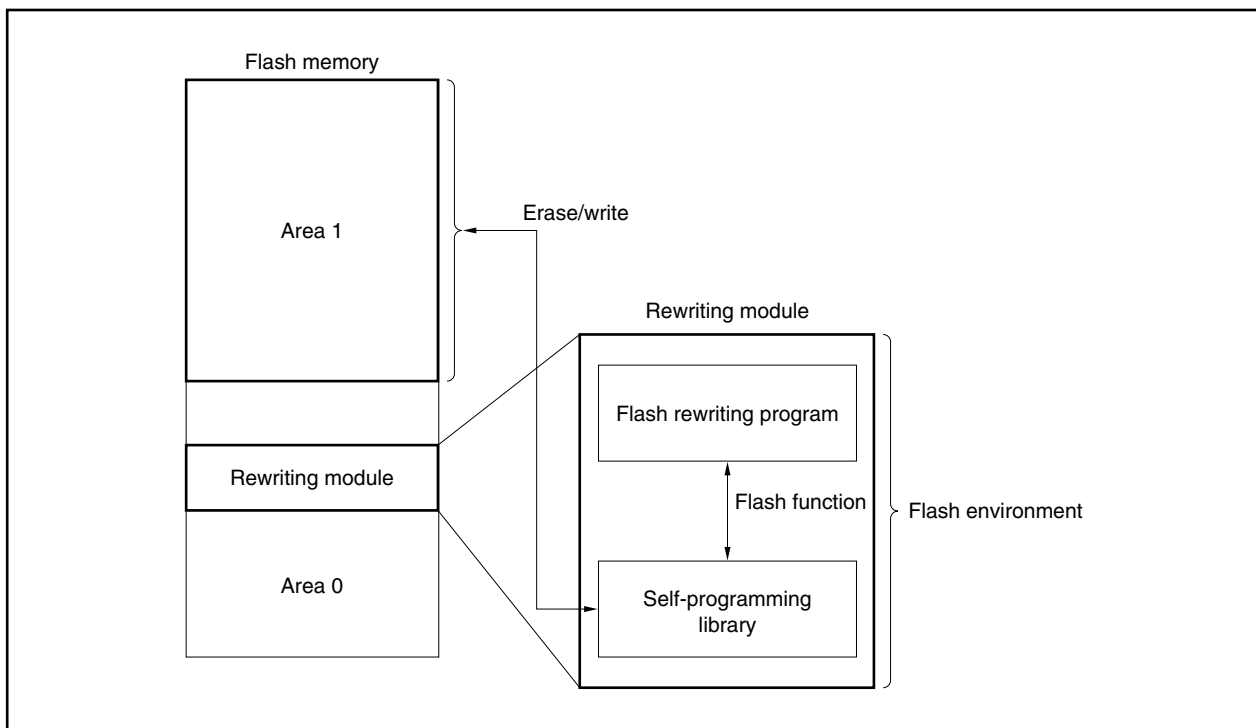 Flash memory
Area 1
Erase/write
Rewriting module
Flash rewriting program
Rewriting module
Flash function
Flash environment
Area 0
Self-programming
library